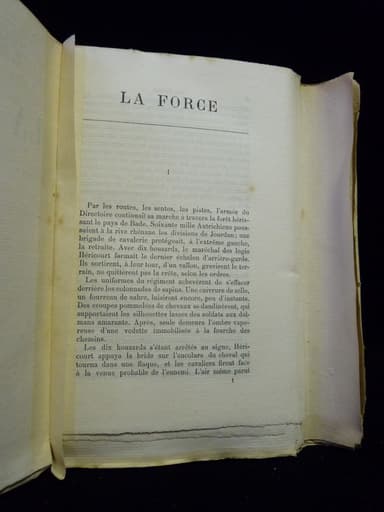 LA FORCE
I
Par les routes, les sentes, les pistes, l'armée du
Directoire continuait sa marche à travers la forêt héris-
sant le pays de Bade. Soixante mille Autrichiens pous-
saient à la rive rhénane les divisions de Jourdan; une
brigade de cavalerie protégeait, à l'extrême gauche,
la retraite. Avec dix housards, le maréchal des logis
Héricourt formait le dernier échelon d'arrière-garde.
Ils sortirent, à leur tour, d'un vallon, gravirent le ter-
rain, ne quittèrent pas la crête, selon les ordres.
Les uniformes du régiment achevèrent de s'effacer
derrière les colonnades de sapins. Une carrure de selle,
un fourreau de sabre, luisirent encore, peu d'instants.
Des croupes pommelées de chevaux se dandinèrent, qui
supportaient les silhouettes lasses des soldats aux dol-
mans amarante. Après, seule demeura l'ombre vapo-
reuse d'une vedette immobilisée à la fourche des
chemins.
Les dix housards s'étant arrêtés au signe, Héri-
court appuya la bride sur l'encolure du cheval qui
tourna dans une flaque, et les cavaliers firent face
à la venue probable de l'ennemi. L'air même parut
1